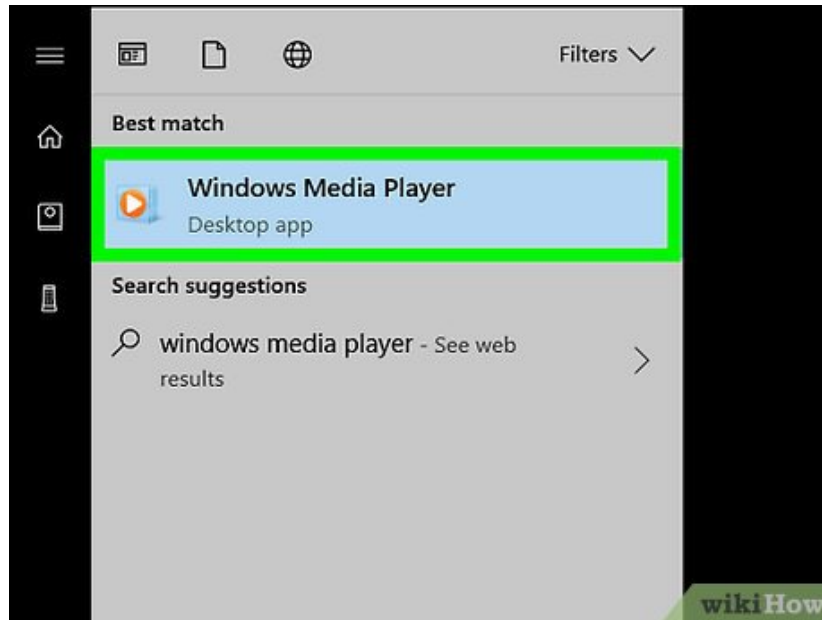 Filters
Best match
Windows Media Player
Desktop app
Search suggestions
windows media player - See web
results
wikiHow